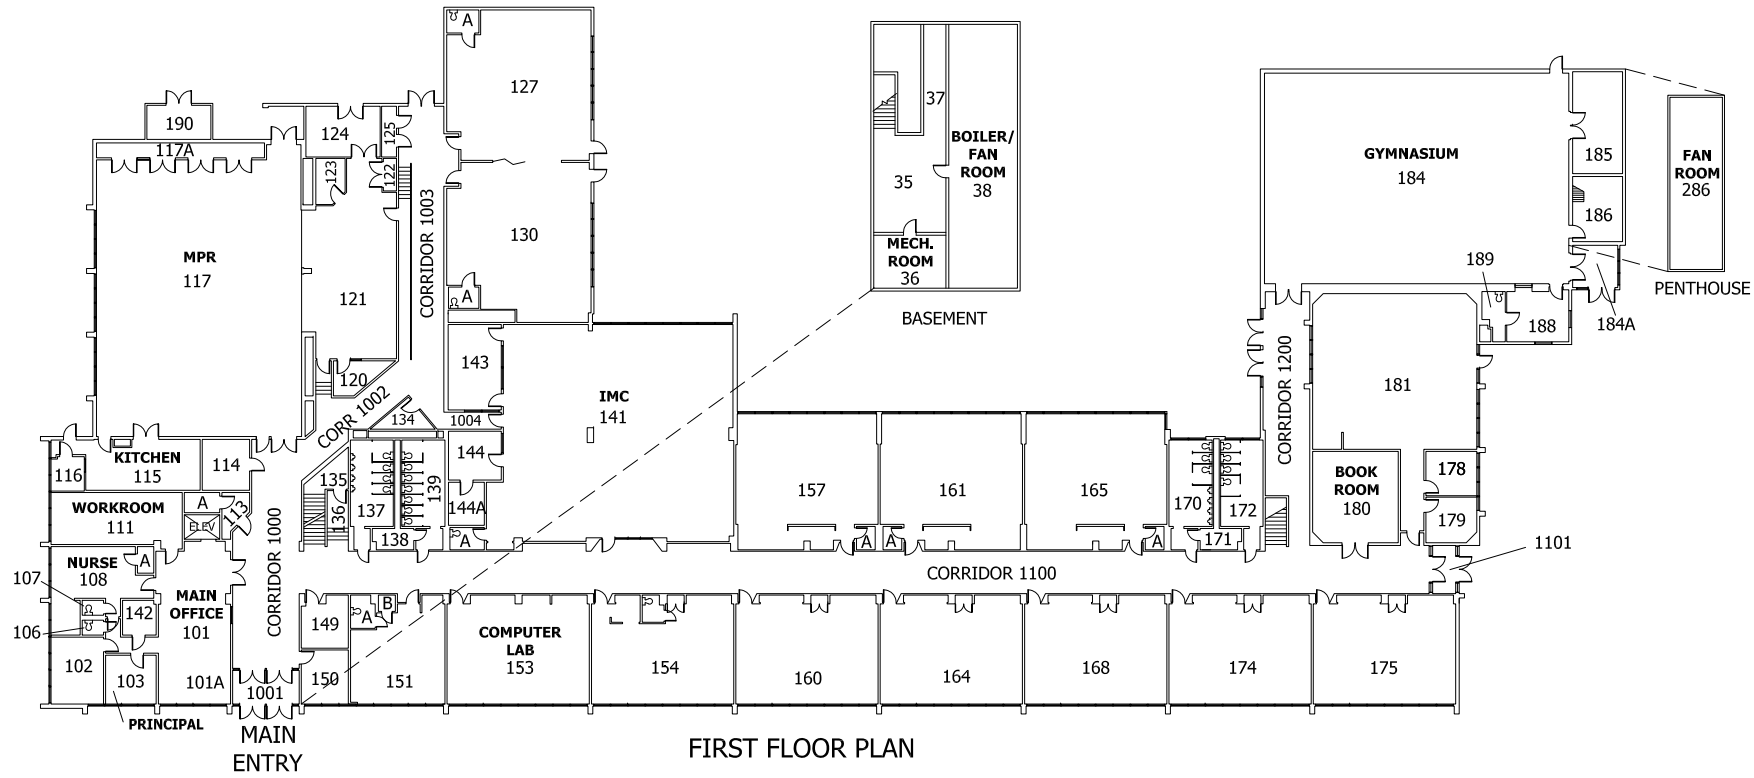 A
127
190
117A
124
125
123
122
CORRIDOR 1003
130
MPR
117
121
A
120
CORR 1002
134
1004
143
IMC
141
144
144A
A
KITCHEN
115
116
114
WORKROOM
111
A
ELEV
113
135
136
137
138
139
NURSE
108
A
107
106
142
MAIN
OFFICE
101
101A
102
103
PRINCIPAL
CORRIDOR 1000
1001
MAIN
ENTRY
149
150
A
B
151
COMPUTER
LAB
153
154
160
164
168
174
175
CORRIDOR 1100
1101
157
A
A
161
165
A
170
171
172
CORRIDOR 1200
37
35
BOILER/
FAN
ROOM
38
MECH.
ROOM
36
BASEMENT
GYMNASIUM
184
185
186
FAN
ROOM
286
PENTHOUSE
184A
189
188
181
BOOK
ROOM
180
178
179
FIRST FLOOR PLAN